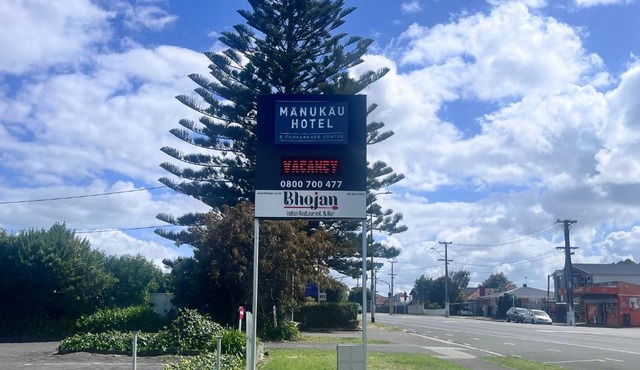 MANUKAU
HOTEL
& CONFERENCE CENTRE
VACANCY
0800 700 477
Bhojan
Indian Restaurant & Bar